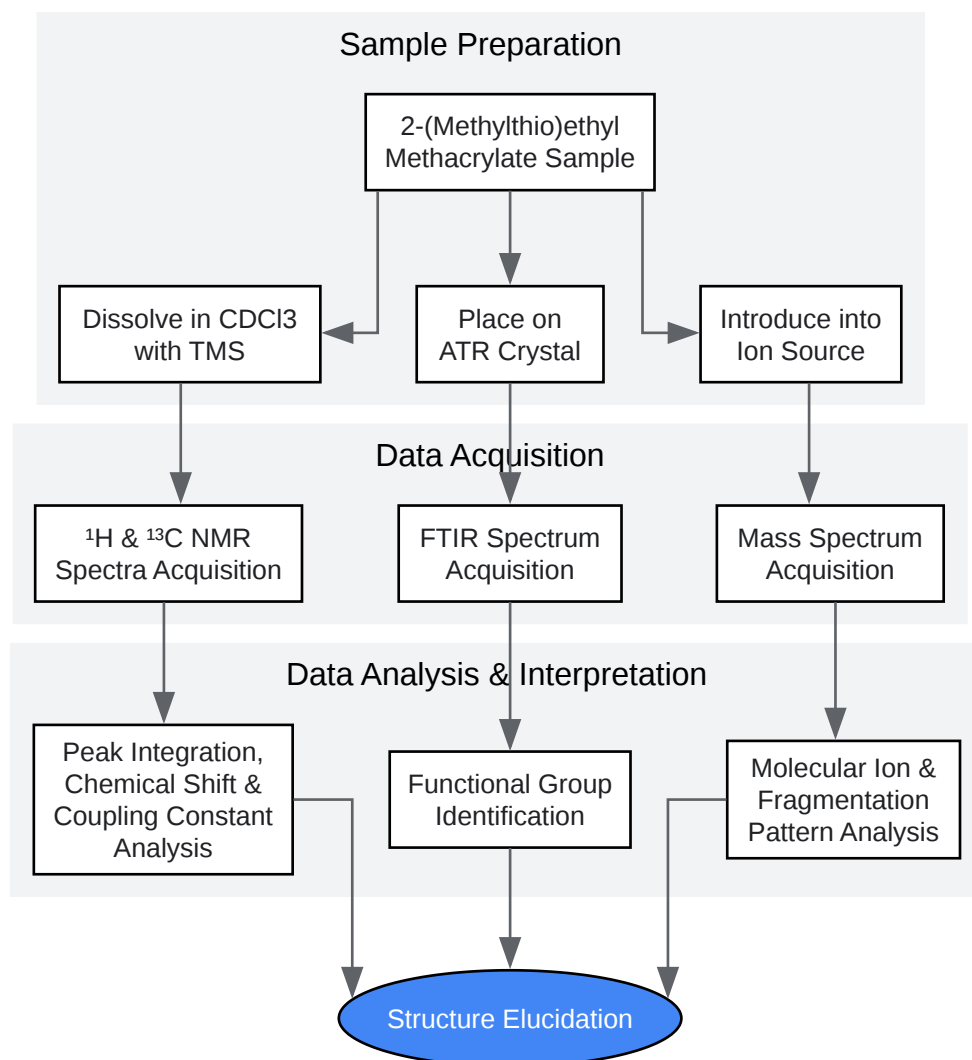 Sample Preparation
2-(Methylthio)ethyl
Methacrylate Sample
Dissolve in CDCl3
with TMS
Place on
ATR Crystal
Introduce into
Ion Source
Data Acquisition
¹H & ¹³C NMR
Spectra Acquisition
FTIR Spectrum
Acquisition
Mass Spectrum
Acquisition
Data Analysis & Interpretation
Peak Integration,
Chemical Shift &
Coupling Constant
Analysis
Functional Group
Identification
Molecular Ion &
Fragmentation
Pattern Analysis
Structure Elucidation